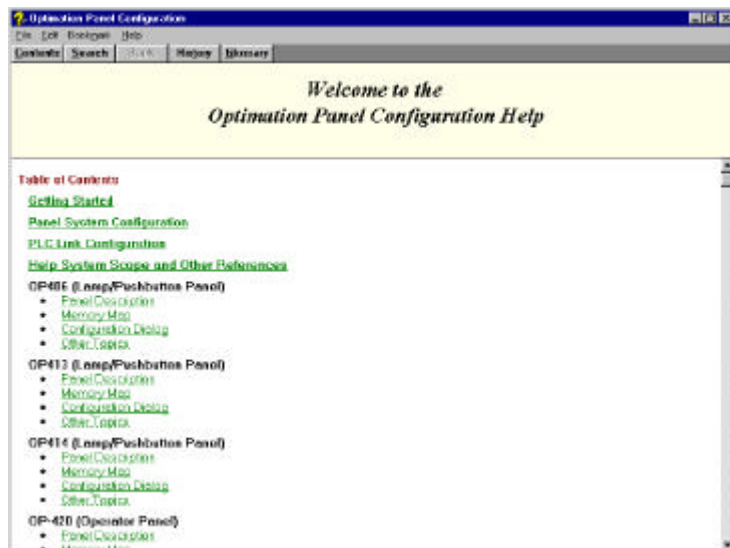 Optimation Panel Configuration
File Edit Bookmark Help
Contents Search Back History Glossary
Welcome to the
Optimation Panel Configuration Help
Table of Contents
Getting Started
Panel System Configuration
PLC Link Configuration
Help System Scope and Other References
OP406 (Lamp/Pushbutton Panel)
• Panel Description
• Memory Map
• Configuration Dialog
• Other Topics
OP413 (Lamp/Pushbutton Panel)
• Panel Description
• Memory Map
• Configuration Dialog
• Other Topics
OP414 (Lamp/Pushbutton Panel)
• Panel Description
• Memory Map
• Configuration Dialog
• Other Topics
OP-420 (Operator Panel)
• Panel Description
• Memory Map